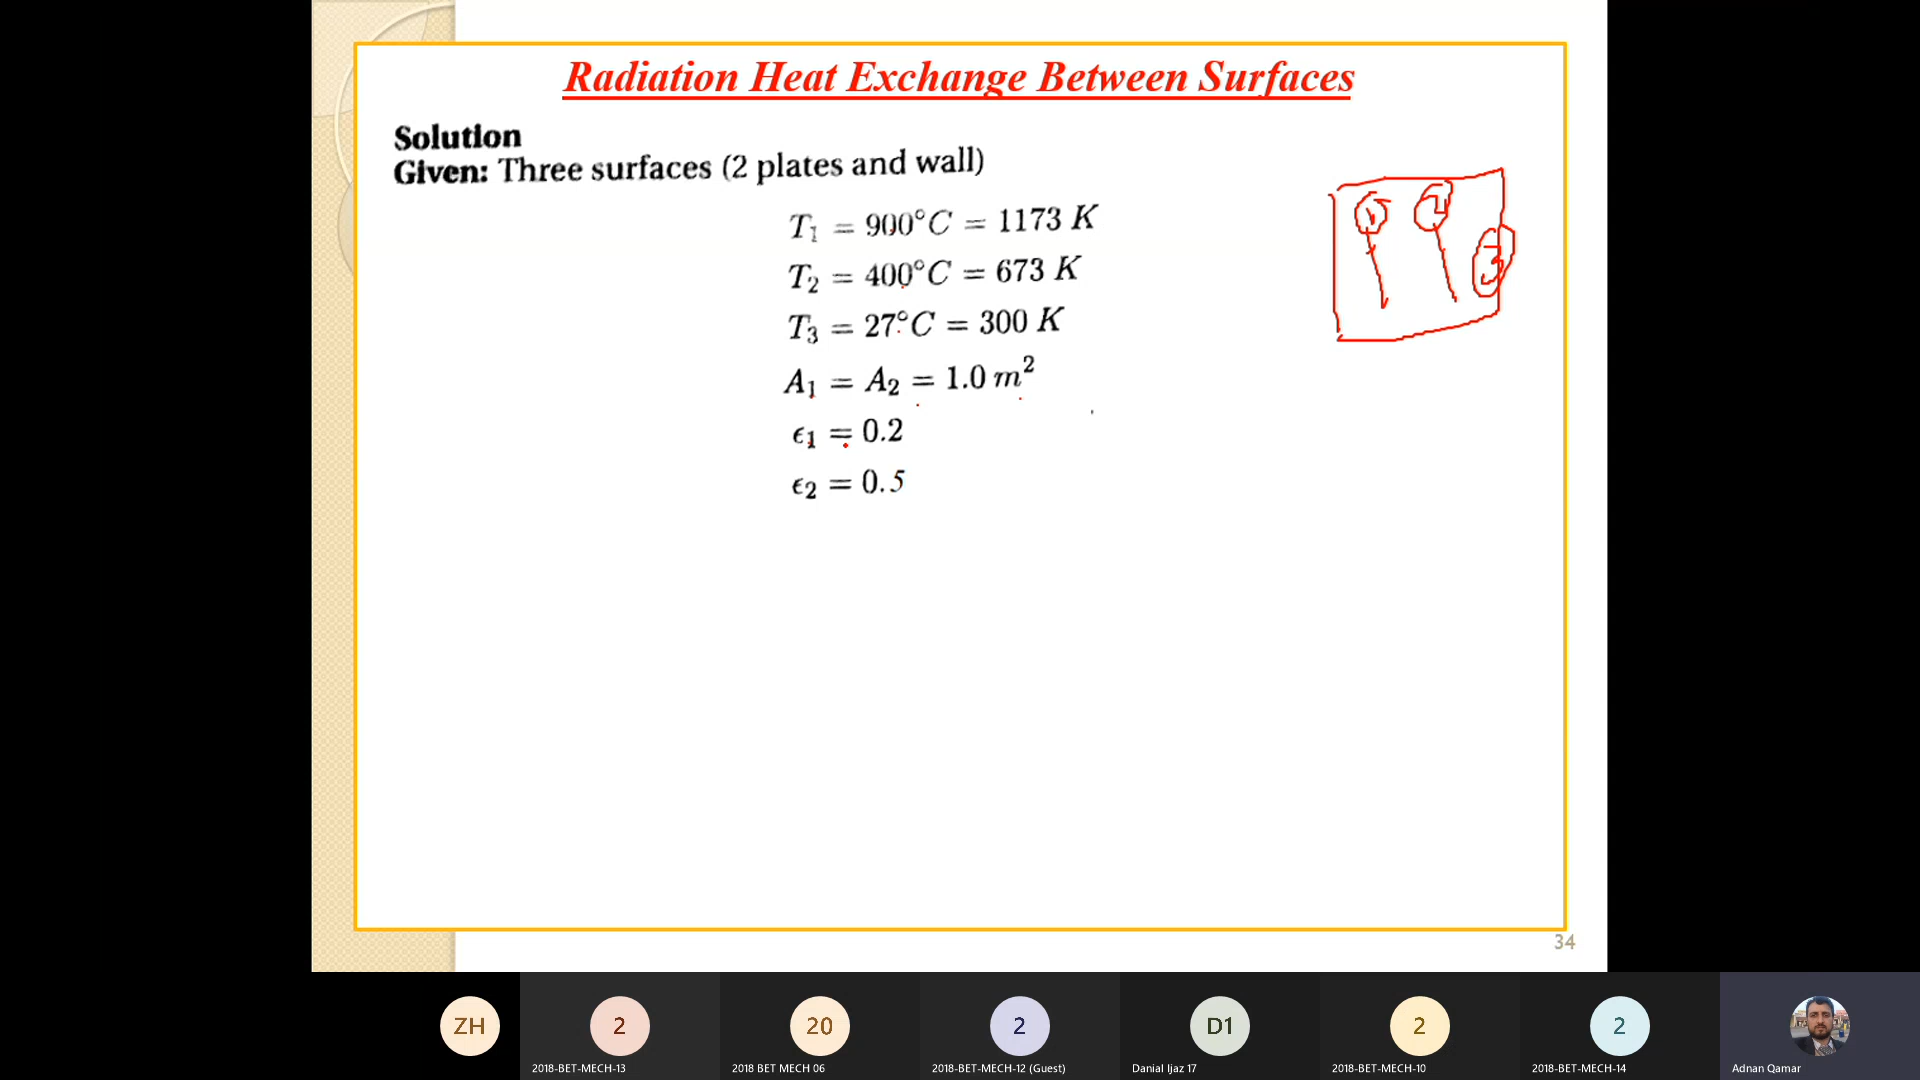 Radiation Heat Exchange Between Surfaces
Solution
Given: Three surfaces (2 plates and wall)
T₁ = 900°C = 1173 K
T₂ = 400°C = 673 K
T₃ = 27°C = 300 K
A₁ = A₂ = 1.0 m²
ϵ₁ = 0.2
ϵ₂ = 0.5
1
2
3
34
ZH
2
20
2
D1
2
2
2018-BET-MECH-13
2018 BET MECH 06
2018-BET-MECH-12 (Guest)
Danial Ijaz 17
2018-BET-MECH-10
2018-BET-MECH-14
Adnan Qamar